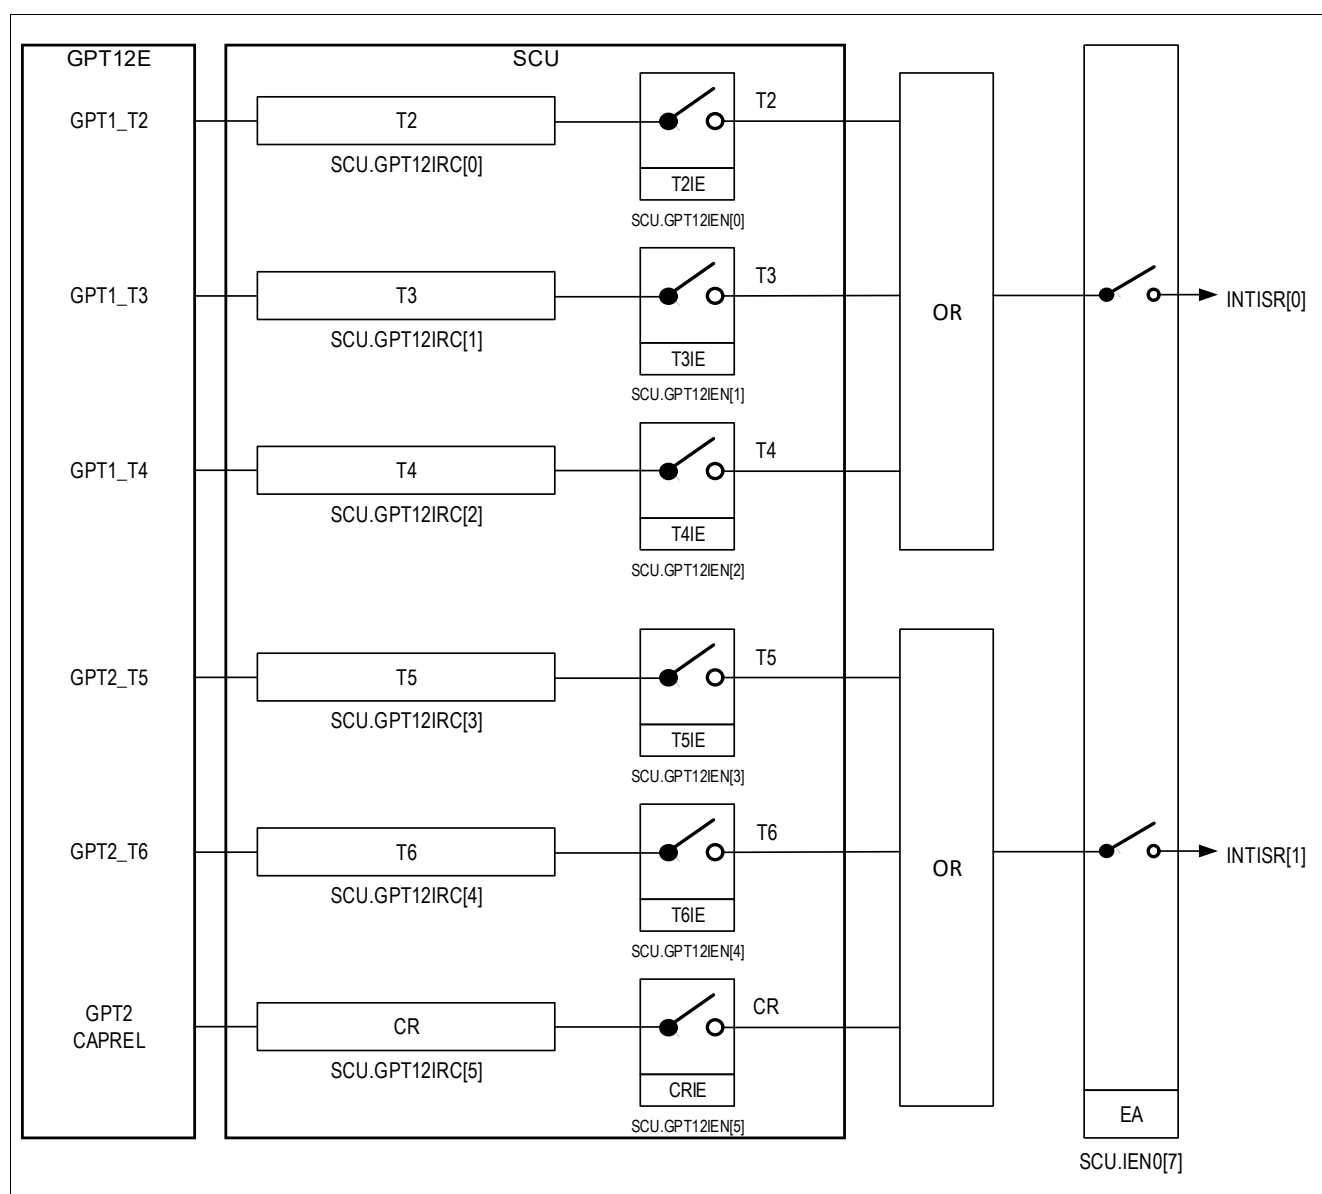 GPT12E
SCU
GPT1_T2
T2
SCU.GPT12IRC[0]
T2IE
SCU.GPT12IEN[0]
T2
GPT1_T3
T3
SCU.GPT12IRC[1]
T3IE
SCU.GPT12IEN[1]
T3
OR
INTISR[0]
GPT1_T4
T4
SCU.GPT12IRC[2]
T4IE
SCU.GPT12IEN[2]
T4
GPT2_T5
T5
SCU.GPT12IRC[3]
T5IE
SCU.GPT12IEN[3]
T5
GPT2_T6
T6
SCU.GPT12IRC[4]
T6IE
SCU.GPT12IEN[4]
T6
OR
INTISR[1]
GPT2
CAPREL
CR
SCU.GPT12IRC[5]
CRIE
SCU.GPT12IEN[5]
CR
EA
SCU.IEN0[7]